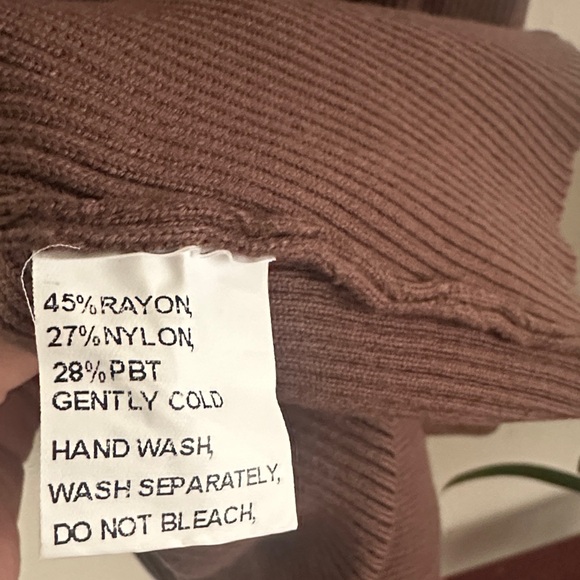 45%RAYON,
27%NYLON,
28%PBT
GENTLY COLD
HAND WASH,
WASH SEPARATELY,
DO NOT BLEACH,